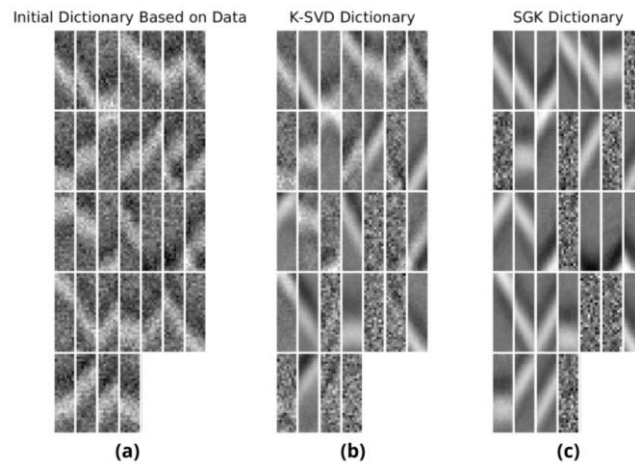 Initial Dictionary Based on Data
K-SVD Dictionary
SGK Dictionary
(a)
(b)
(c)